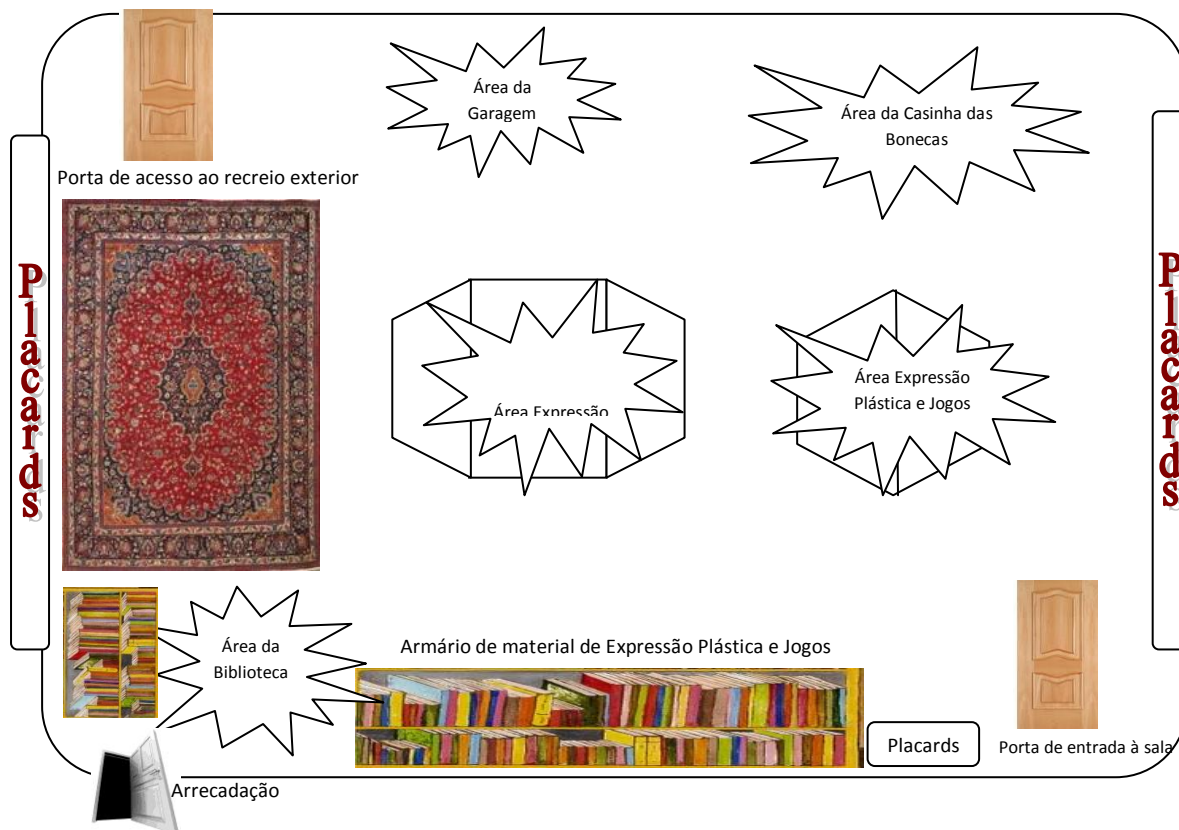 Área da
Garagem
Área da Casinha das
Bonecas
Porta de acesso ao recreio exterior
Placards
Placards
Área Expressão
Área Expressão
Plástica e Jogos
Área da
Biblioteca
Armário de material de Expressão Plástica e Jogos
Placards
Porta de entrada à sala
Arrecadação